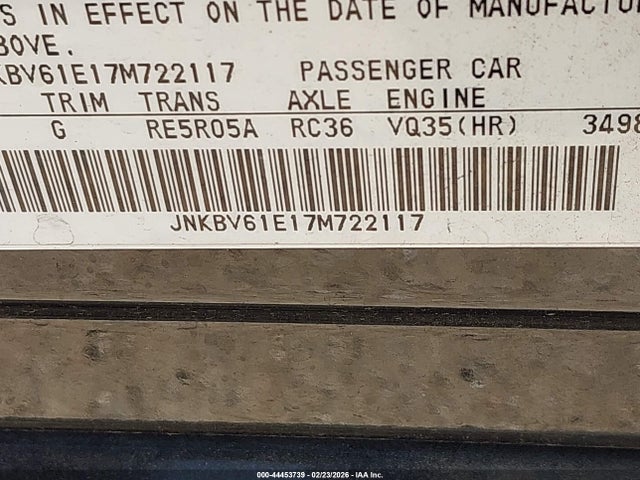 S IN EFFECT ON THE DATE OF MANUFACTUR
BOVE.
KBV61E17M722117 PASSENGER CAR
TRIM TRANS AXLE ENGINE
G RE5R05A RC36 VQ35(HR) 3498
JNKBV61E17M722117
000-44453739 - 02/23/2026 - IAA Inc.